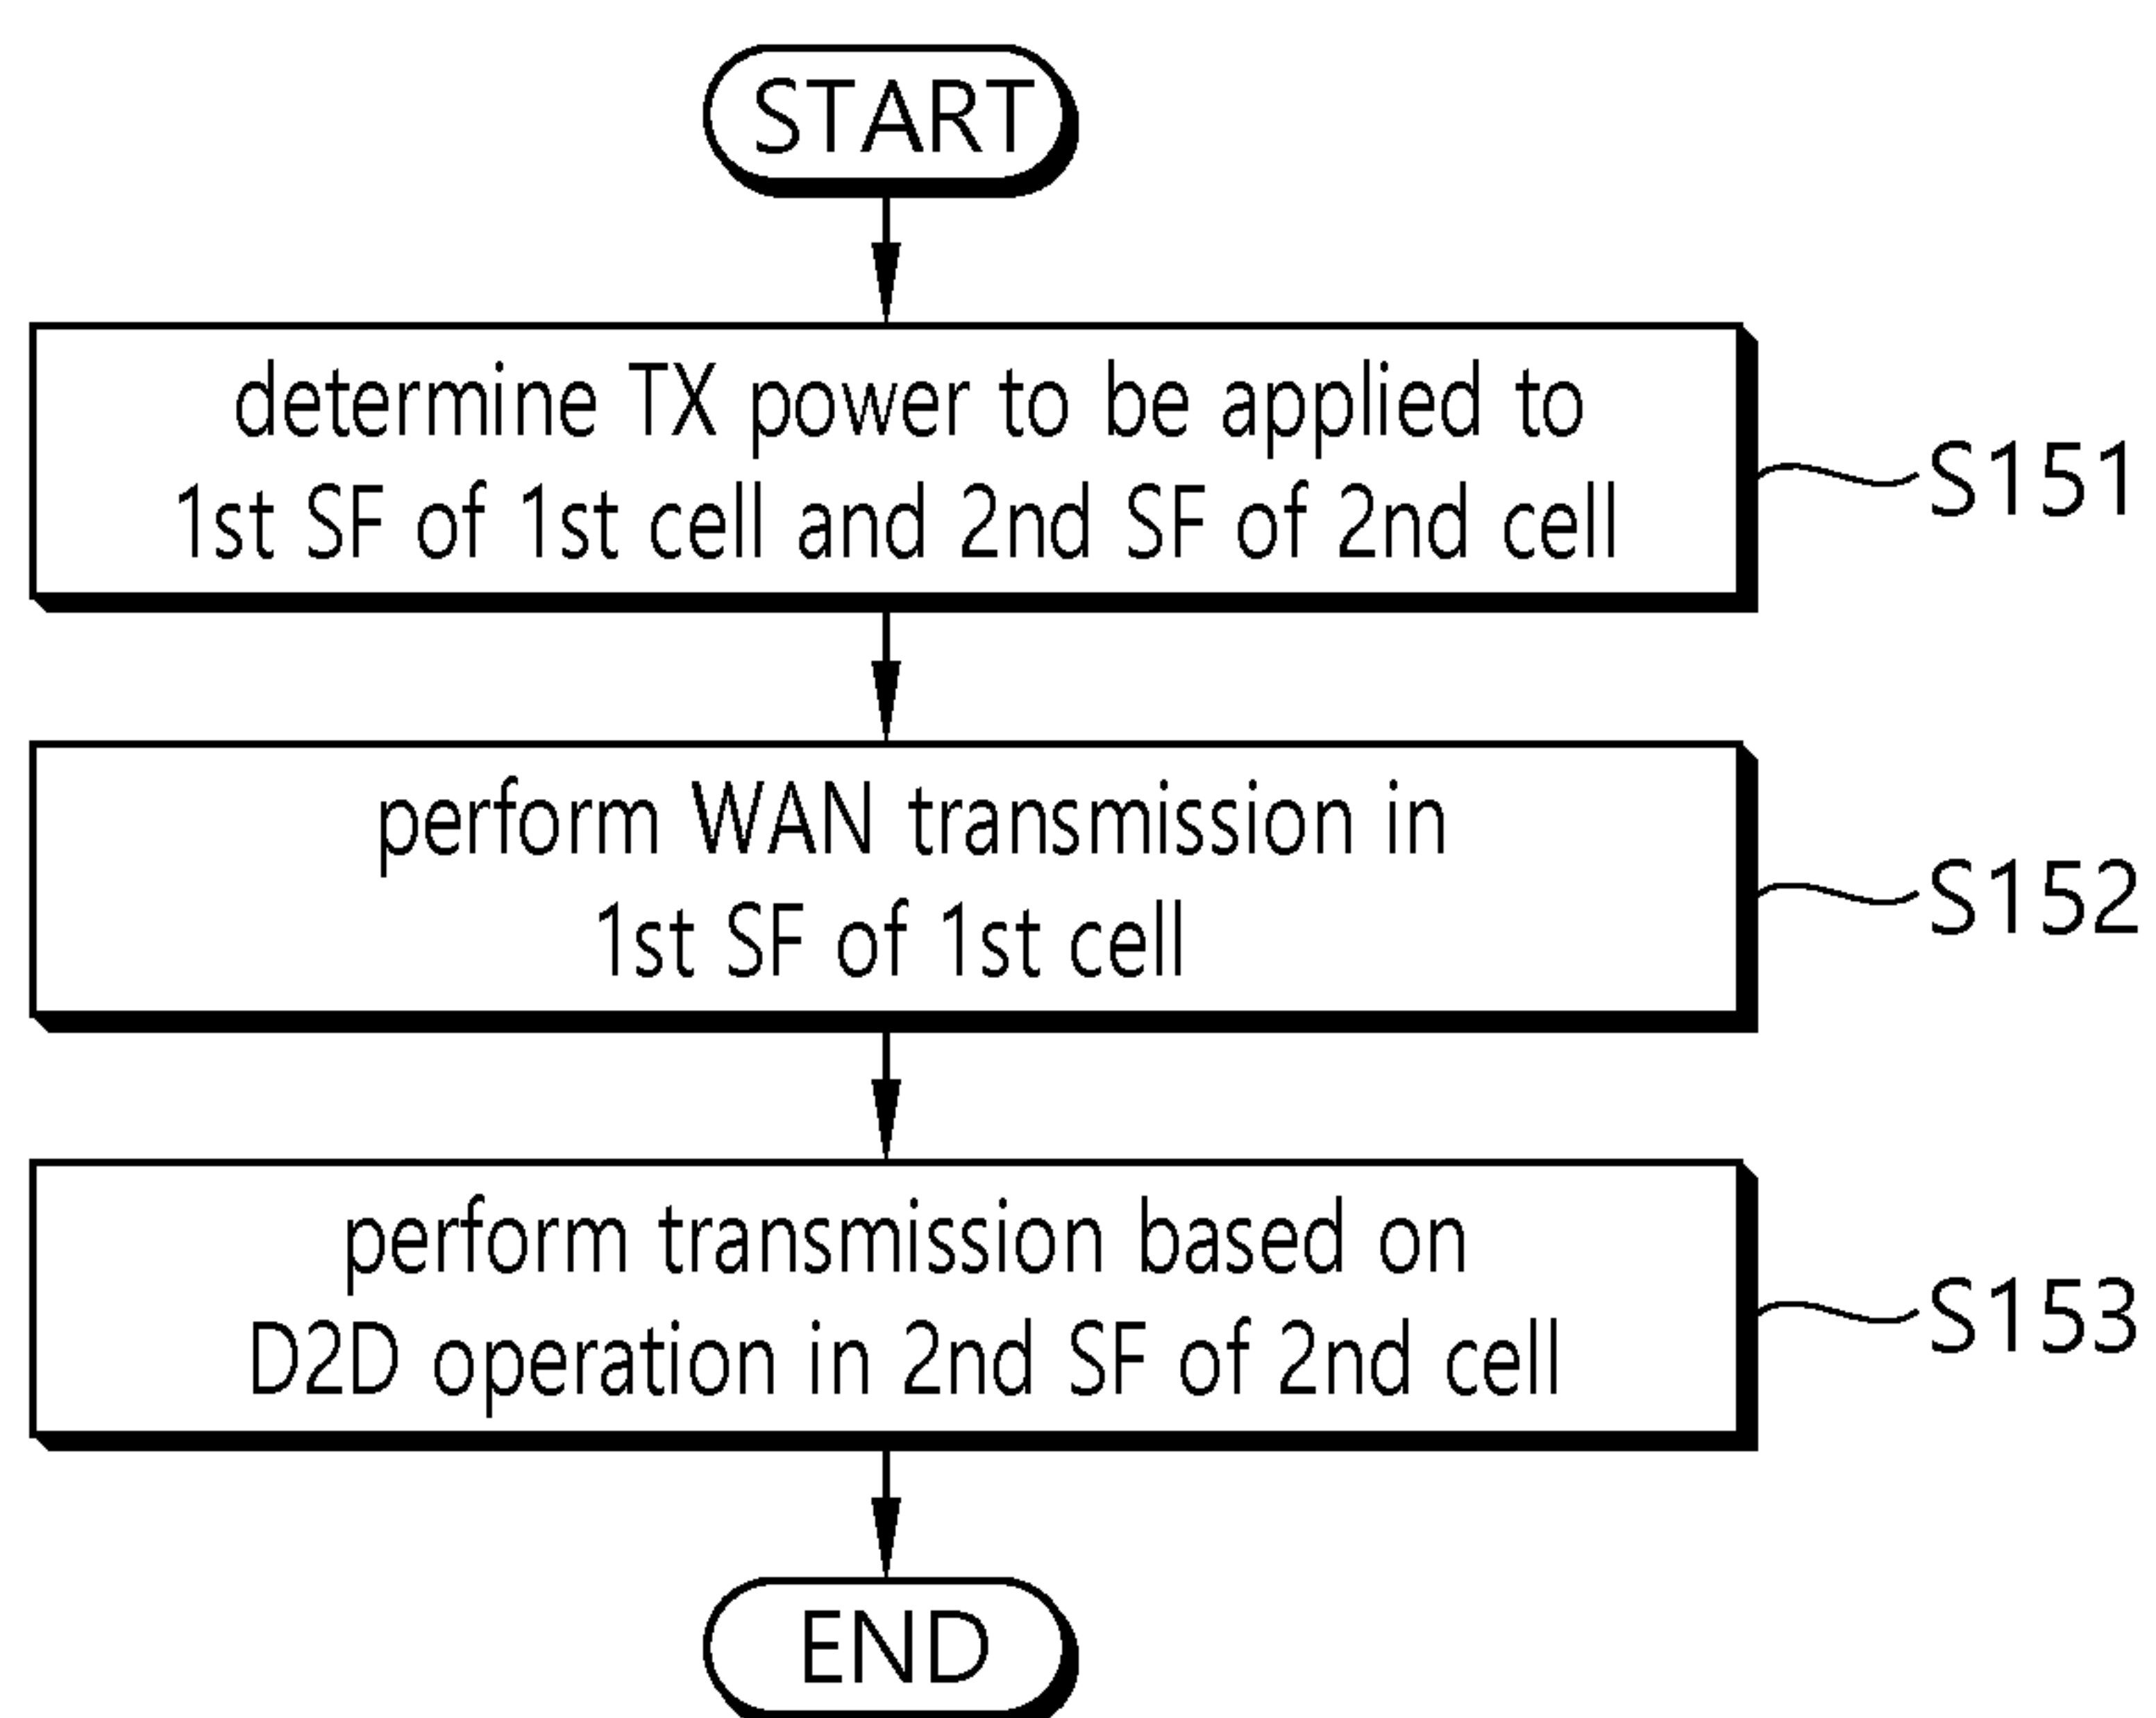 START
determine TX power to be applied to
1st SF of 1st cell and 2nd SF of 2nd cell
S151
perform WAN transmission in
1st SF of 1st cell
S152
perform transmission based on
D2D operation in 2nd SF of 2nd cell
S153
END